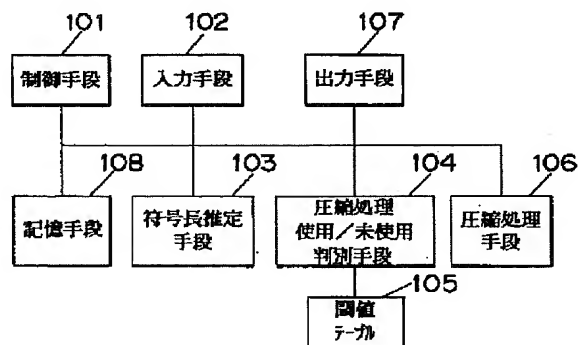 101
102
107
制御手段
入力手段
出力手段
108
103
104
106
記憶手段
符号長推定
手段
圧縮処理
使用／未使用
判別手段
圧縮処理
手段
105
閾値
テーブル